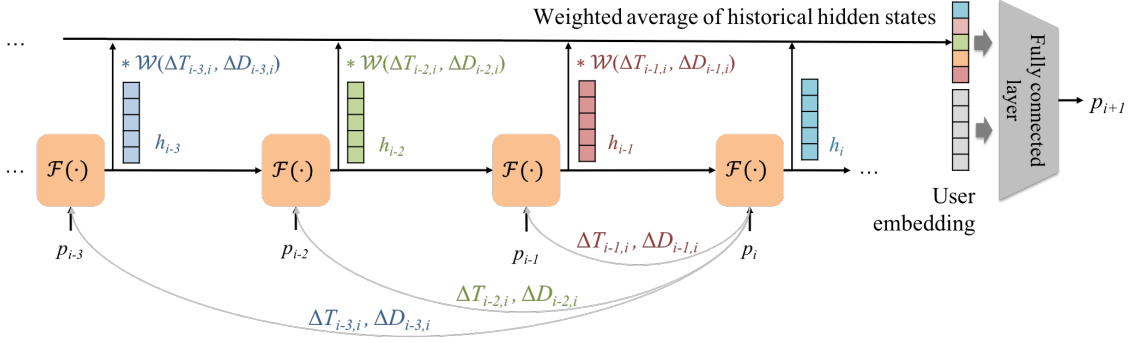 Weighted average of historical hidden states
...
* 𝒲(ΔT_{i-3,i}, ΔD_{i-3,i})
* 𝒲(ΔT_{i-2,i}, ΔD_{i-2,i})
* 𝒲(ΔT_{i-1,i}, ΔD_{i-1,i})
h_{i-3}
h_{i-2}
h_{i-1}
h_i
Fully connected
layer
p_{i+1}
...
ℱ(·)
ℱ(·)
ℱ(·)
ℱ(·)
...
User
embedding
p_{i-3}
p_{i-2}
p_{i-1}
p_i
ΔT_{i-1,i}, ΔD_{i-1,i}
ΔT_{i-2,i}, ΔD_{i-2,i}
ΔT_{i-3,i}, ΔD_{i-3,i}